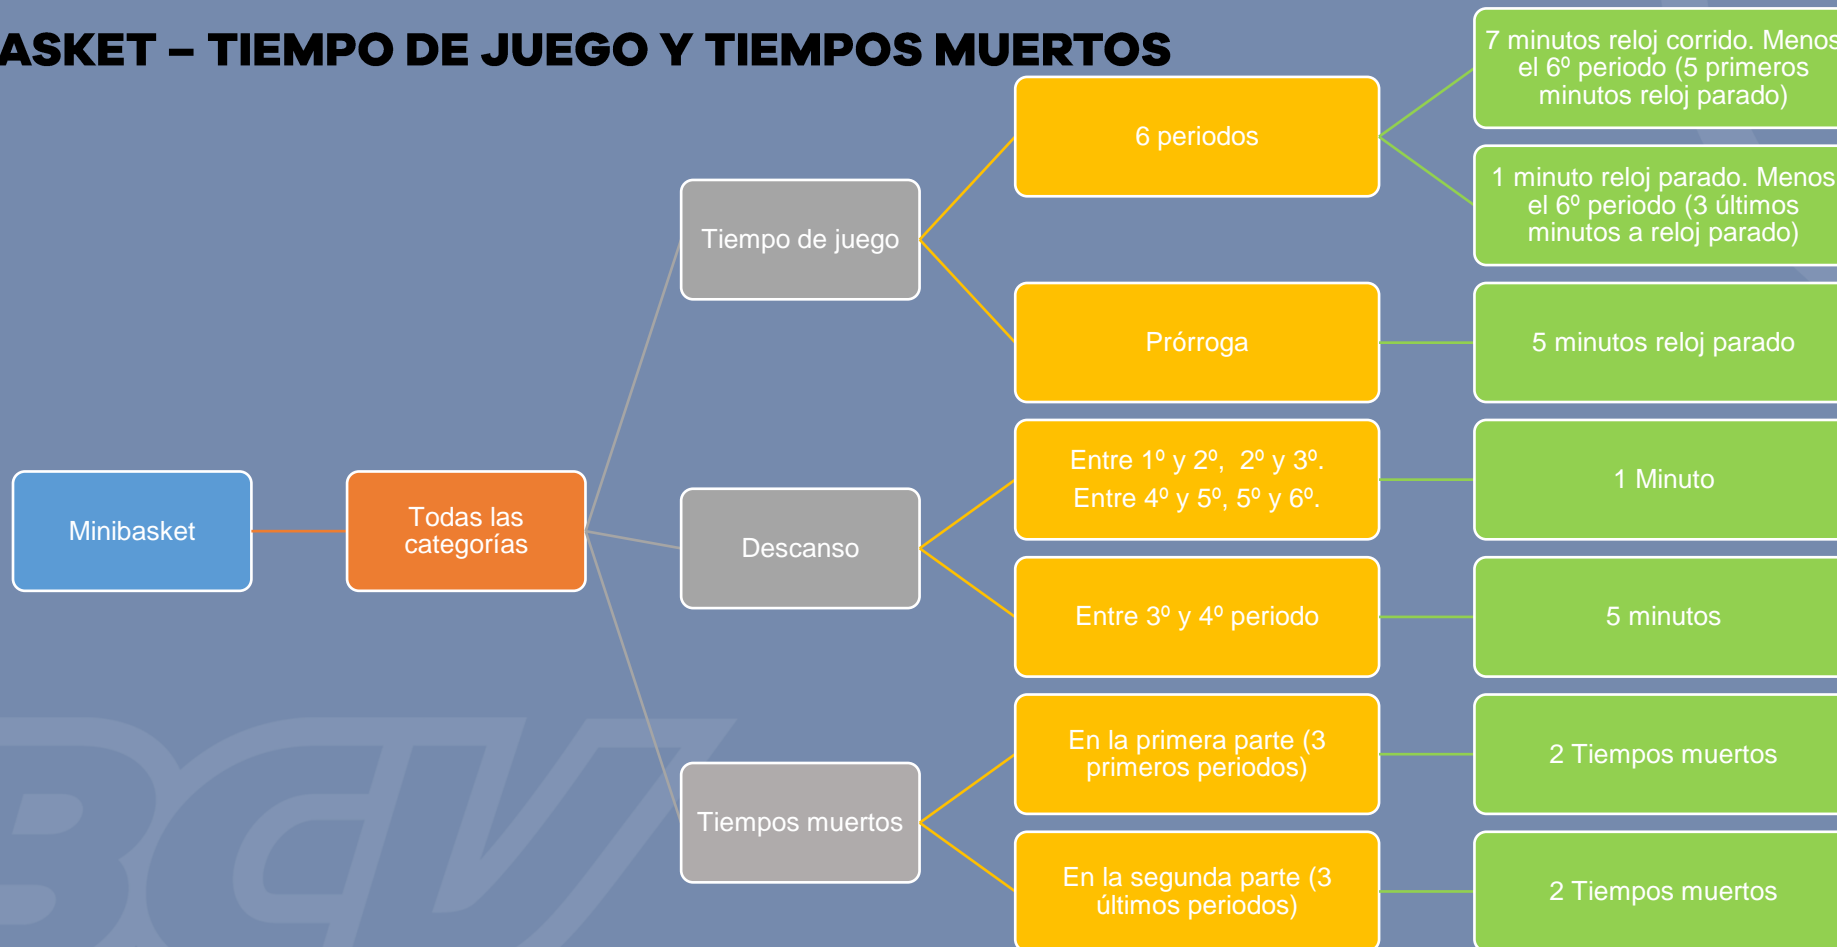 ASKET – TIEMPO DE JUEGO Y TIEMPOS MUERTOS
7 minutos reloj corrido. Menos
el 6º periodo (5 primeros
minutos reloj parado)
6 periodos
1 minuto reloj parado. Menos
el 6º periodo (3 últimos
minutos a reloj parado)
Tiempo de juego
Prórroga
5 minutos reloj parado
Entre 1º y 2º, 2º y 3º.
Entre 4º y 5º, 5º y 6º.
1 Minuto
Minibasket
Todas las
categorías
Descanso
Entre 3º y 4º periodo
5 minutos
En la primera parte (3
primeros periodos)
2 Tiempos muertos
Tiempos muertos
En la segunda parte (3
últimos periodos)
2 Tiempos muertos